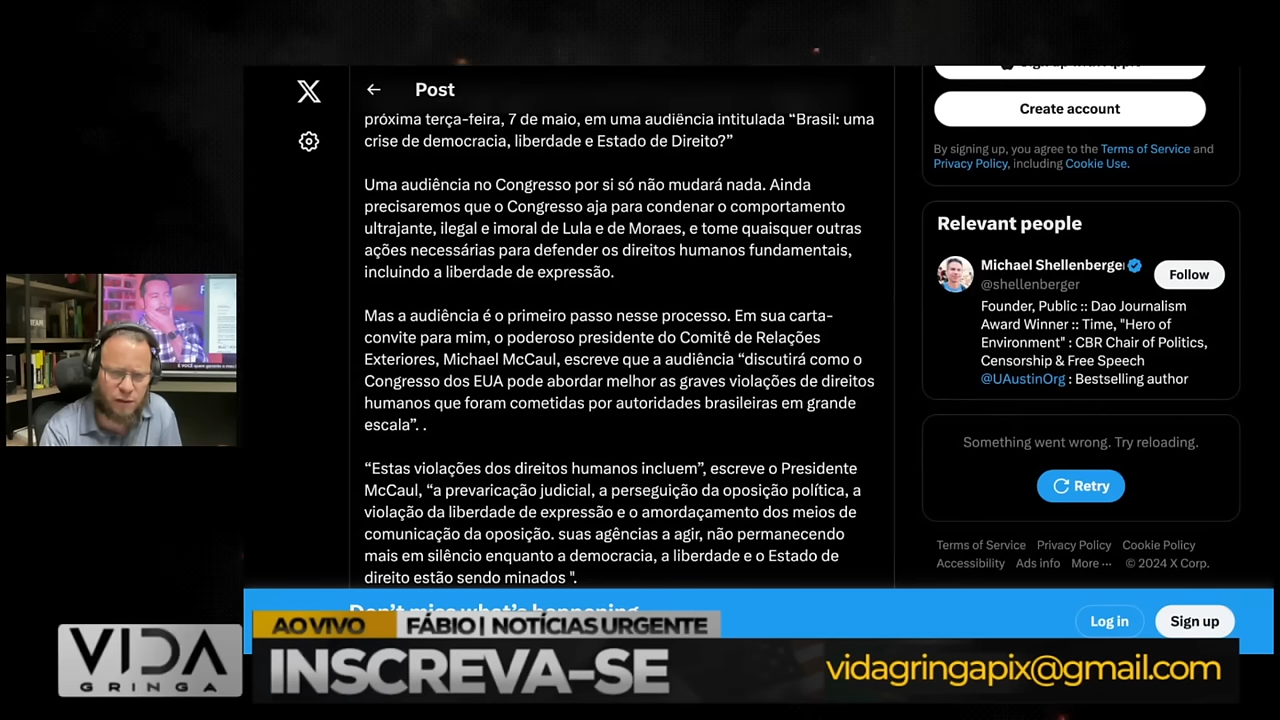 Post
próxima terça-feira, 7 de maio, em uma audiência intitulada “Brasil: uma
crise de democracia, liberdade e Estado de Direito?”
Uma audiência no Congresso por si só não mudará nada. Ainda
precisaremos que o Congresso aja para condenar o comportamento
ultrajante, ilegal e imoral de Lula e de Moraes, e tome quaisquer outras
ações necessárias para defender os direitos humanos fundamentais,
incluindo a liberdade de expressão.
Mas a audiência é o primeiro passo nesse processo. Em sua carta-
convite para mim, o poderoso presidente do Comitê de Relações
Exteriores, Michael McCaul, escreve que a audiência “discutirá como o
Congresso dos EUA pode abordar melhor as graves violações de direitos
humanos que foram cometidas por autoridades brasileiras em grande
escala”. .
“Estas violações dos direitos humanos incluem”, escreve o Presidente
McCaul, “a prevaricação judicial, a perseguição da oposição política, a
violação da liberdade de expressão e o amordaçamento dos meios de
comunicação da oposição. suas agências a agir, não permanecendo
mais em silêncio enquanto a democracia, a liberdade e o Estado de
direito estão sendo minados ".
Create account
By signing up, you agree to the Terms of Service and
Privacy Policy, including Cookie Use.
Relevant people
Michael Shellenberger
@shellenberger
Follow
Founder, Public :: Dao Journalism
Award Winner :: Time, "Hero of
Environment" : CBR Chair of Politics,
Censorship & Free Speech
@UAustinOrg : Bestselling author
Something went wrong. Try reloading.
Retry
Terms of Service Privacy Policy Cookie Policy
Accessibility Ads info More ··· © 2024 X Corp.
Don't miss what's happening
Log in
Sign up
AO VIVO
FÁBIO | NOTÍCIAS URGENTE
VIDA
GRINGA
INSCREVA-SE
vidagringapix@gmail.com